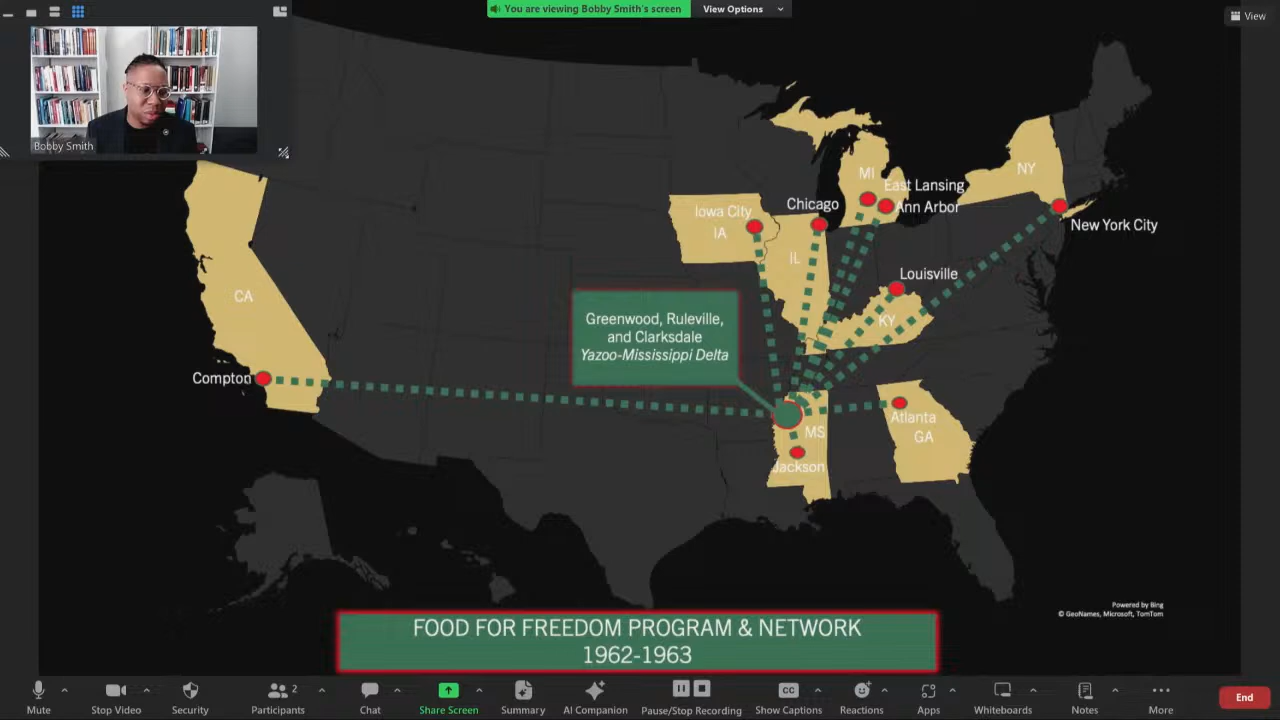 You are viewing Bobby Smith's screen
View Options
View
Bobby Smith
NY
MI
East Lansing
Chicago
Ann Arbor
Iowa City
IA
New York City
IL
Louisville
CA
KY
Greenwood, Ruleville,
and Clarksdale
Yazoo-Mississippi Delta
Compton
Atlanta
GA
MS
Jackson
Powered by Bing
© GeoNames, Microsoft, TomTom
FOOD FOR FREEDOM PROGRAM & NETWORK
1962-1963
2
CC
Mute
Stop Video
Security
Participants
Chat
Share Screen
Summary
AI Companion
Pause/Stop Recording
Show Captions
Reactions
Apps
Whiteboards
Notes
More
End